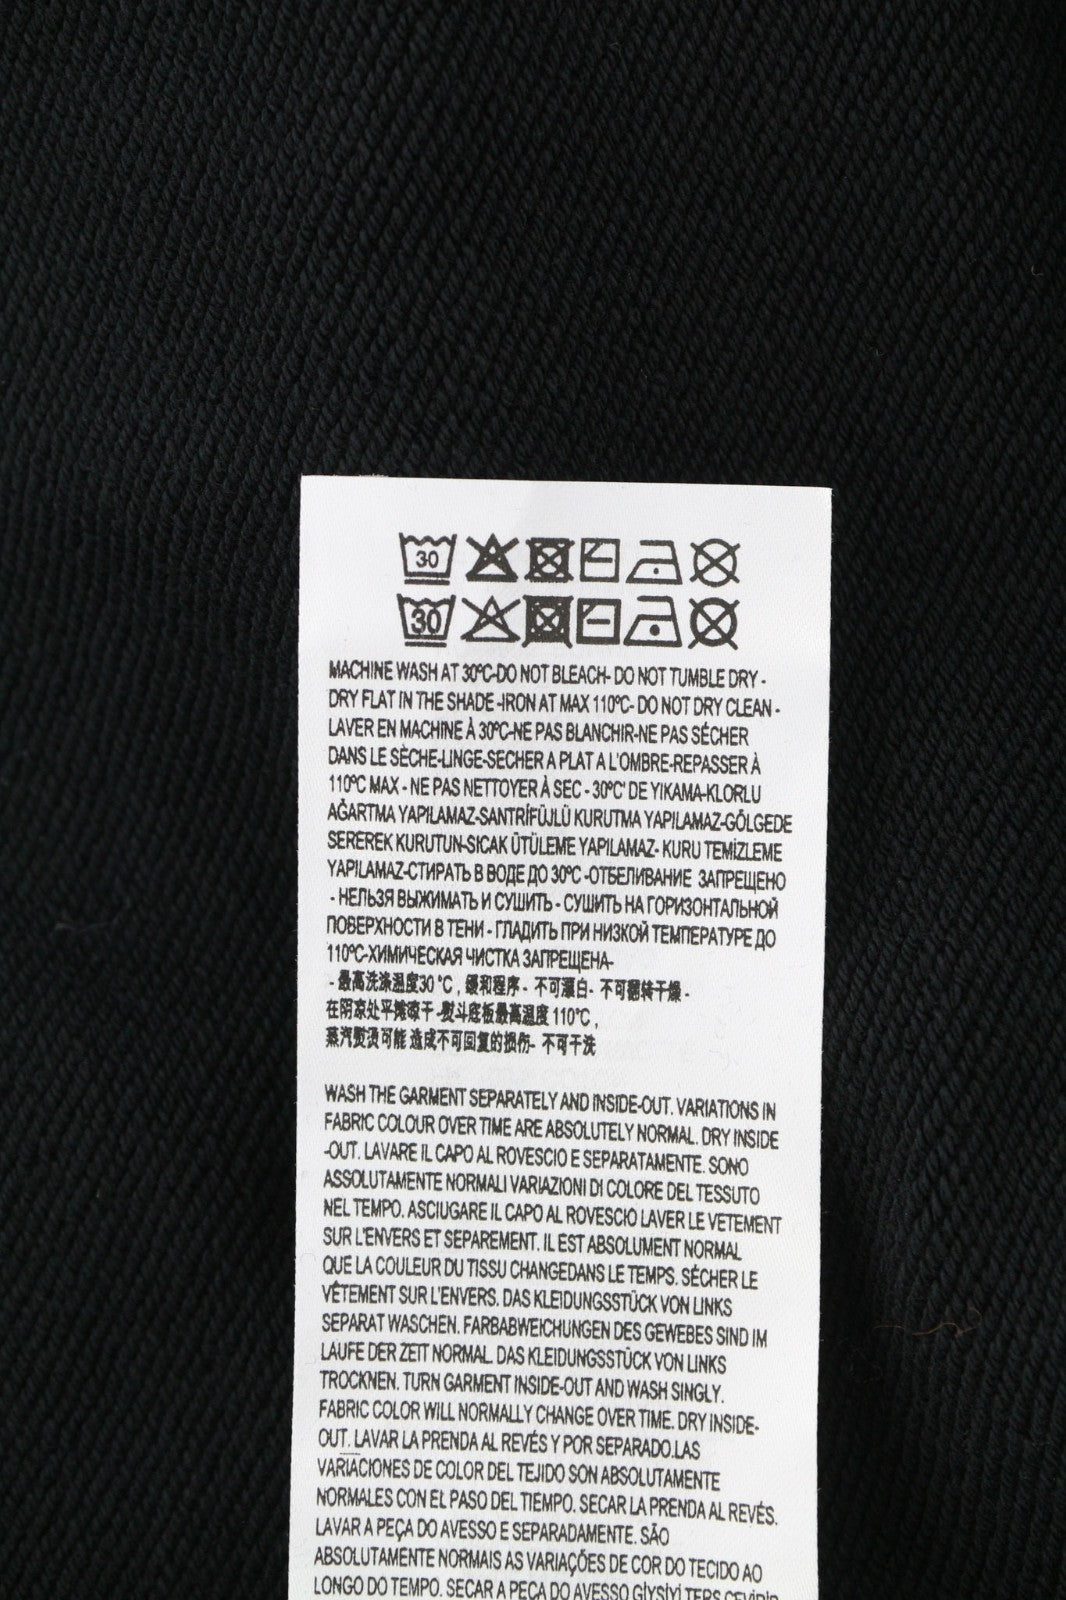 30
30
MACHINE WASH AT 30°C-DO NOT BLEACH- DO NOT TUMBLE DRY -
DRY FLAT IN THE SHADE -IRON AT MAX 110°C- DO NOT DRY CLEAN -
LAVER EN MACHINE À 30°C-NE PAS BLANCHIR-NE PAS SÉCHER
DANS LE SÈCHE-LINGE-SECHER A PLAT A L'OMBRE-REPASSER À
110°C MAX - NE PAS NETTOYER À SEC - 30°C' DE YIKAMA-KLORLU
AĞARTMA YAPILAMAZ-SANTRİFÜJLÜ KURUTMA YAPILAMAZ-GÖLGEDE
SEREREK KURUTUN-SICAK ÜTÜLEME YAPILAMAZ- KURU TEMİZLEME
YAPILAMAZ-СТИРАТЬ В ВОДЕ ДО 30°C -ОТБЕЛИВАНИЕ ЗАПРЕЩЕНО
- НЕЛЬЗЯ ВЫЖИМАТЬ И СУШИТЬ - СУШИТЬ НА ГОРИЗОНТАЛЬНОЙ
ПОВЕРХНОСТИ В ТЕНИ - ГЛАДИТЬ ПРИ НИЗКОЙ ТЕМПЕРАТУРЕ ДО
110°C-ХИМИЧЕСКАЯ ЧИСТКА ЗАПРЕЩЕНА-
- 最高洗涤温度30 °C , 缓和程序 - 不可漂白- 不可翻转干燥 -
在阴凉处平摊晾干 -熨斗底板最高温度 110°C ,
蒸汽熨烫可能 造成不可回复的损伤- 不可干洗
WASH THE GARMENT SEPARATELY AND INSIDE-OUT. VARIATIONS IN
FABRIC COLOUR OVER TIME ARE ABSOLUTELY NORMAL. DRY INSIDE
-OUT. LAVARE IL CAPO AL ROVESCIO E SEPARATAMENTE. SONO
ASSOLUTAMENTE NORMALI VARIAZIONI DI COLORE DEL TESSUTO
NEL TEMPO. ASCIUGARE IL CAPO AL ROVESCIO LAVER LE VETEMENT
SUR L'ENVERS ET SEPAREMENT. IL EST ABSOLUMENT NORMAL
QUE LA COULEUR DU TISSU CHANGEDANS LE TEMPS. SÉCHER LE
VÊTEMENT SUR L'ENVERS. DAS KLEIDUNGSSTÜCK VON LINKS
SEPARAT WASCHEN. FARBABWEICHUNGEN DES GEWEBES SIND IM
LAUFE DER ZEIT NORMAL. DAS KLEIDUNGSSTÜCK VON LINKS
TROCKNEN. TURN GARMENT INSIDE-OUT AND WASH SINGLY.
FABRIC COLOR WILL NORMALLY CHANGE OVER TIME. DRY INSIDE-
OUT. LAVAR LA PRENDA AL REVÉS Y POR SEPARADO.LAS
VARIACIONES DE COLOR DEL TEJIDO SON ABSOLUTAMENTE
NORMALES CON EL PASO DEL TIEMPO. SECAR LA PRENDA AL REVÉS.
LAVAR A PEÇA DO AVESSO E SEPARADAMENTE. SÃO
ABSOLUTAMENTE NORMAIS AS VARIAÇÕES DE COR DO TECIDO AO
LONGO DO TEMPO. SECAR A PEÇA DO AVESSO GİYSİYİ TERS ÇEVİRİP